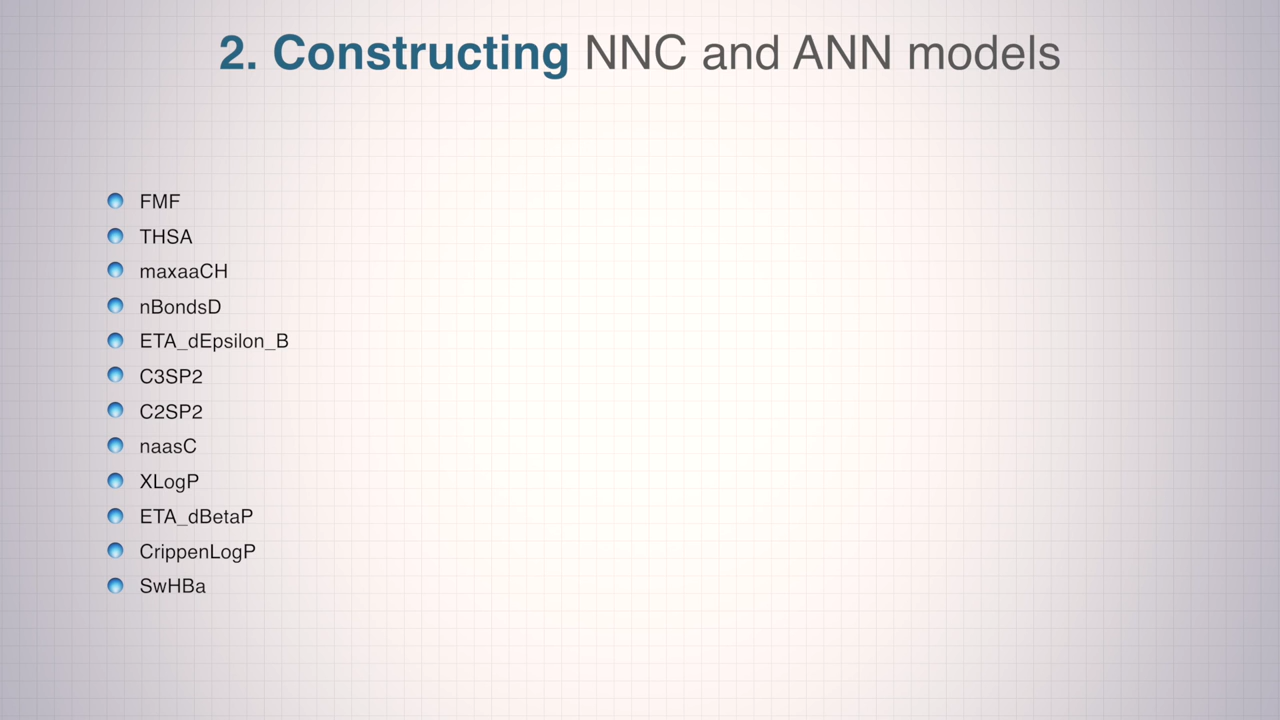 2. Constructing NNC and ANN models
FMF
THSA
maxaaCH
nBondsD
ETA_dEpsilon_B
C3SP2
C2SP2
naasC
XLogP
ETA_dBetaP
CrippenLogP
SwHBa